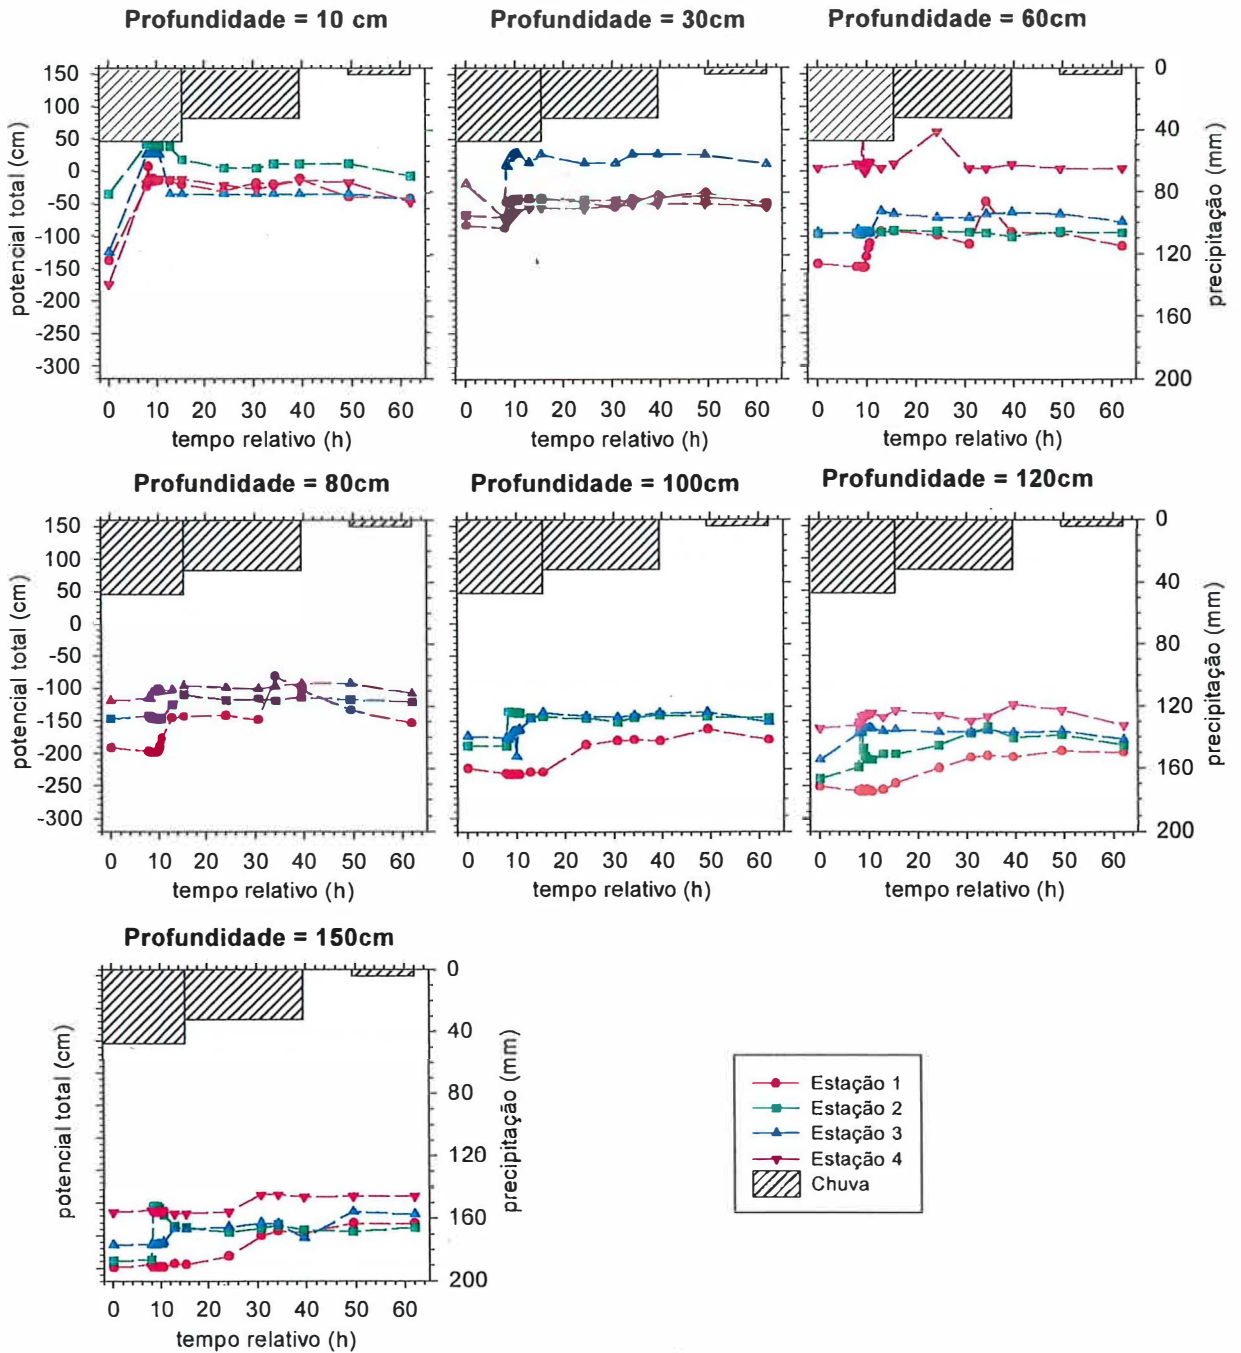 Profundidade = 10 cm
Profundidade = 30cm
Profundidade = 60cm
potencial total (cm)
150
100
50
0
-50
-100
-150
-200
-250
-300
0
40
80
120
160
200
precipitação (mm)
0 10 20 30 40 50 60
0 10 20 30 40 50 60
0 10 20 30 40 50 60
tempo relativo (h)
tempo relativo (h)
tempo relativo (h)
Profundidade = 80cm
Profundidade = 100cm
Profundidade = 120cm
potencial total (cm)
150
100
50
0
-50
-100
-150
-200
-250
-300
0
40
80
120
160
200
precipitação (mm)
0 10 20 30 40 50 60
0 10 20 30 40 50 60
0 10 20 30 40 50 60
tempo relativo (h)
tempo relativo (h)
tempo relativo (h)
Profundidade = 150cm
potencial total (cm)
0
40
80
120
160
200
precipitação (mm)
0 10 20 30 40 50 60
tempo relativo (h)
Estação 1
Estação 2
Estação 3
Estação 4
Chuva